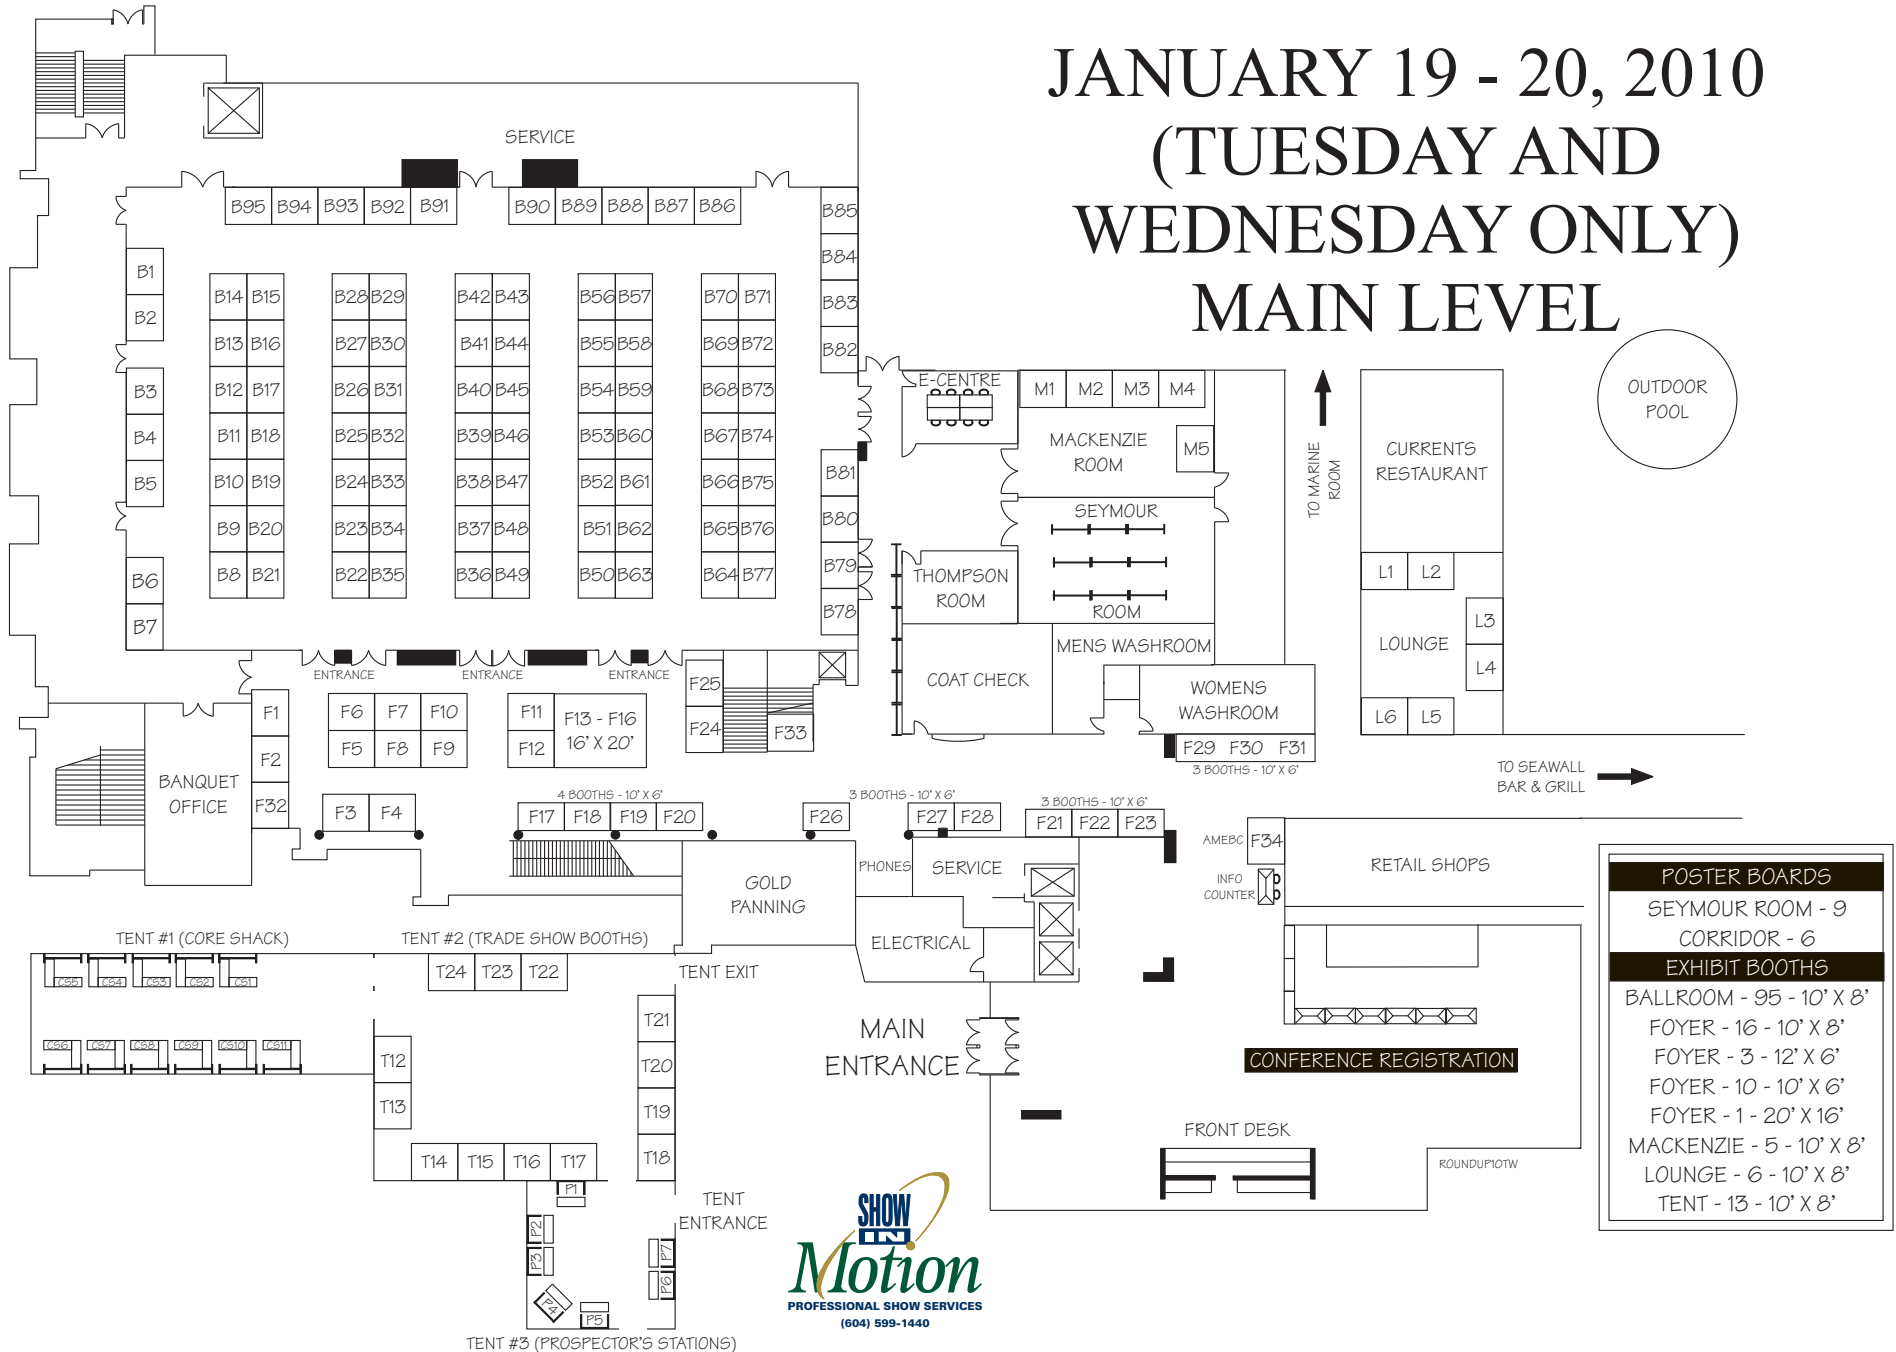 JANUARY 19 - 20, 2010
(TUESDAY AND
WEDNESDAY ONLY)
MAIN LEVEL
SERVICE
B95 B94 B93 B92 B91 B90 B89 B88 B87 B86
B85
B84
B83
B82
B1
B2
B3
B4
B5
B6
B7
B14 B15 B28 B29 B42 B43 B56 B57 B70 B71
B13 B16 B27 B30 B41 B44 B55 B58 B69 B72
B12 B17 B26 B31 B40 B45 B54 B59 B68 B73
B11 B18 B25 B32 B39 B46 B53 B60 B67 B74
B10 B19 B24 B33 B38 B47 B52 B61 B66 B75
B9 B20 B23 B34 B37 B48 B51 B62 B65 B76
B8 B21 B22 B35 B36 B49 B50 B63 B64 B77
B81
B80
B79
B78
E-CENTRE
M1 M2 M3 M4
M5
MACKENZIE
ROOM
SEYMOUR
ROOM
THOMPSON
ROOM
COAT CHECK
MENS WASHROOM
WOMENS
WASHROOM
TO MARINE
ROOM
CURRENTS
RESTAURANT
OUTDOOR
POOL
L1 L2
L3
LOUNGE
L4
L6 L5
ENTRANCE ENTRANCE ENTRANCE
F1
F2
F32
F6 F7 F10
F5 F8 F9
F11
F12
F13 - F16
16' X 20'
F25
F24
F33
F29 F30 F31
3 BOOTHS - 10' X 6'
TO SEAWALL
BAR & GRILL
BANQUET
OFFICE
F3 F4
4 BOOTHS - 10' X 6'
F17 F18 F19 F20
3 BOOTHS - 10' X 6'
F26 F27 F28
3 BOOTHS - 10' X 6'
F21 F22 F23
AMEBC F34
INFO
COUNTER
RETAIL SHOPS
PHONES
SERVICE
GOLD
PANNING
ELECTRICAL
TENT #1 (CORE SHACK)
TENT #2 (TRADE SHOW BOOTHS)
TENT EXIT
CS5 CS4 CS3 CS2 CS1
CS6 CS7 CS8 CS9 CS10 CS11
T24 T23 T22
T21
T20
T19
T18
T12
T13
T14 T15 T16 T17
MAIN
ENTRANCE
CONFERENCE REGISTRATION
FRONT DESK
ROUNDUP10TW
P1
P2
P3
P4
P5
P7
P6
TENT
ENTRANCE
TENT #3 (PROSPECTOR'S STATIONS)
SHOW
IN
Motion
PROFESSIONAL SHOW SERVICES
(604) 599-1440
POSTER BOARDS
SEYMOUR ROOM - 9
CORRIDOR - 6
EXHIBIT BOOTHS
BALLROOM - 95 - 10' X 8'
FOYER - 16 - 10' X 8'
FOYER - 3 - 12' X 6'
FOYER - 10 - 10' X 6'
FOYER - 1 - 20' X 16'
MACKENZIE - 5 - 10' X 8'
LOUNGE - 6 - 10' X 8'
TENT - 13 - 10' X 8'